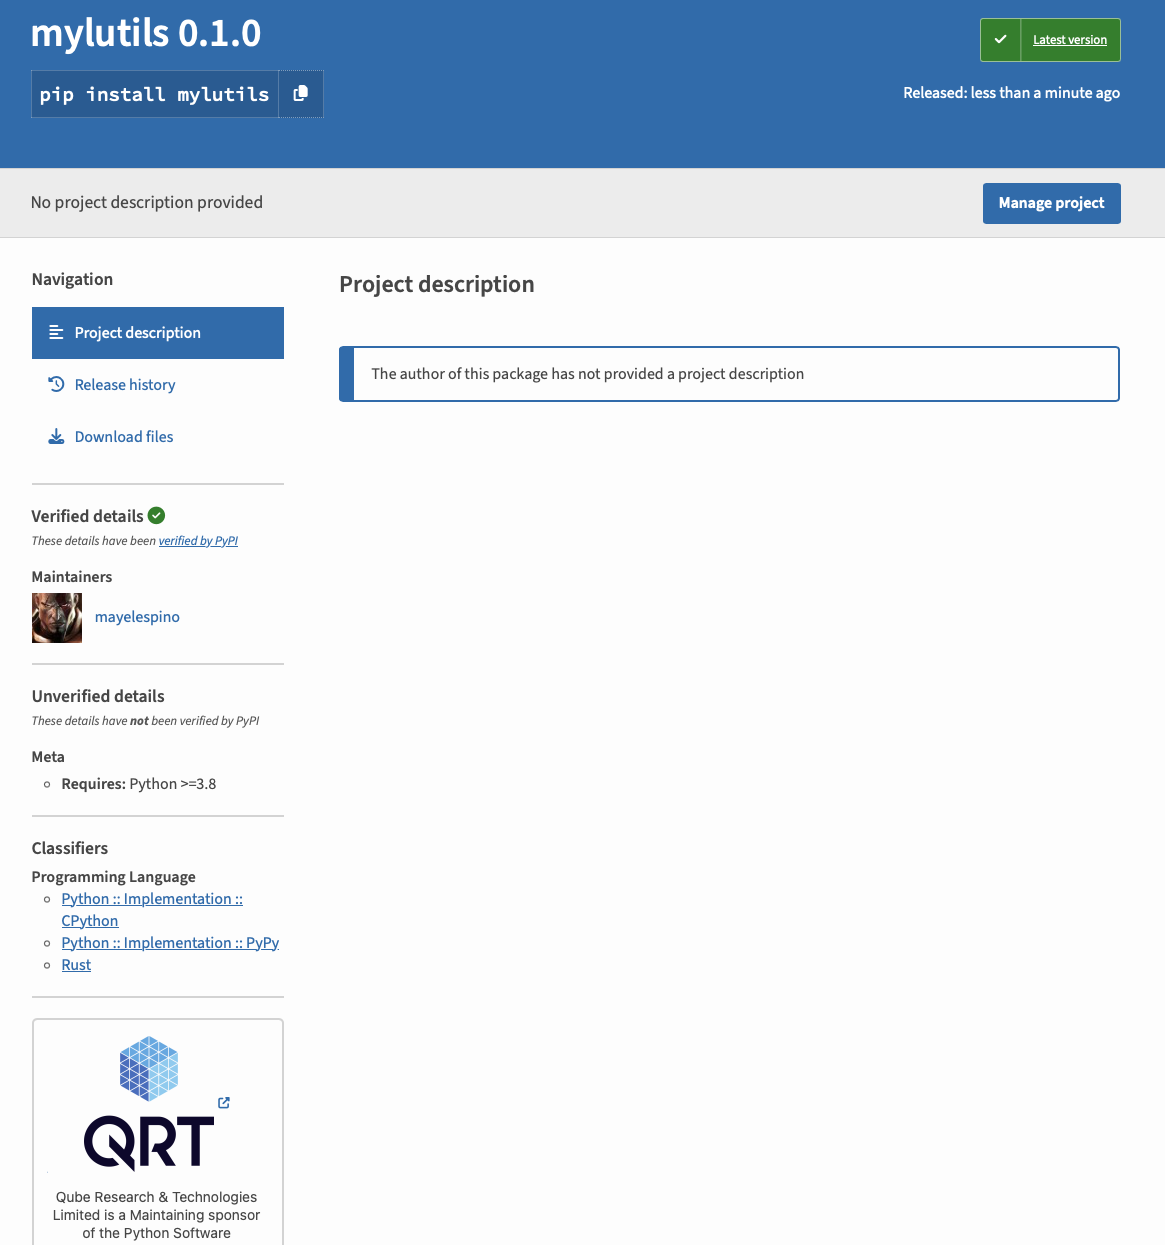 mylutils 0.1.0
Latest version
pip install mylutils
Released: less than a minute ago
No project description provided
Manage project
Navigation
Project description
Release history
Download files
Project description
The author of this package has not provided a project description
Verified details
These details have been verified by PyPI
Maintainers
mayelespino
Unverified details
These details have not been verified by PyPI
Meta
Requires: Python >=3.8
Classifiers
Programming Language
Python :: Implementation ::
CPython
Python :: Implementation :: PyPy
Rust
QRT
Qube Research & Technologies
Limited is a Maintaining sponsor
of the Python Software